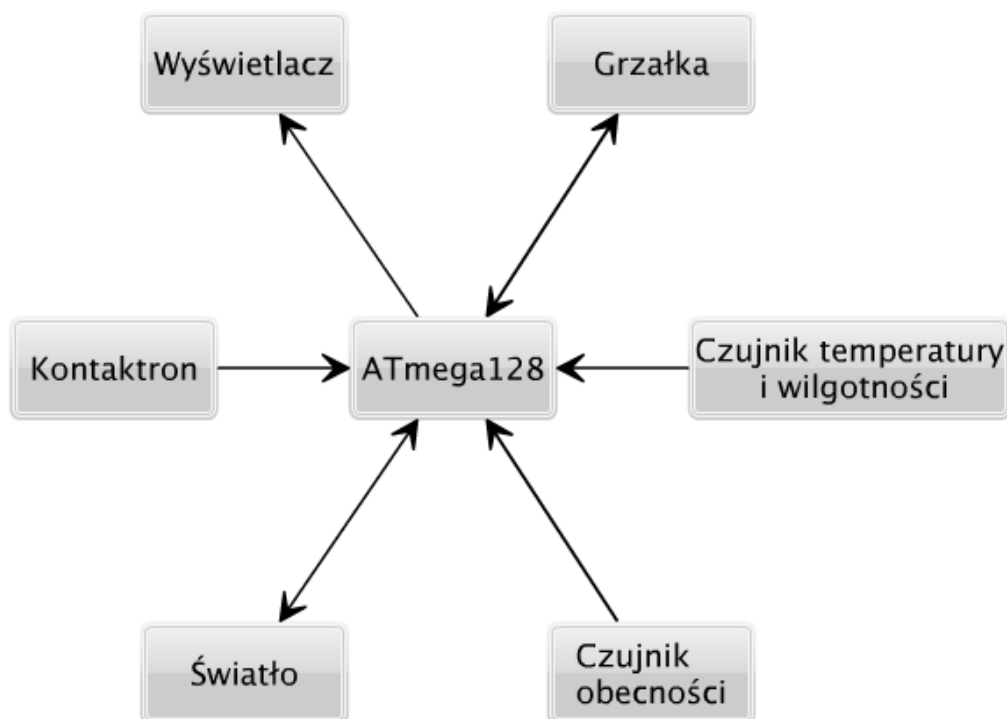 Wyświetlacz
Grzałka
Kontaktron
ATmega128
Czujnik temperatury
i wilgotności
Światło
Czujnik
obecności